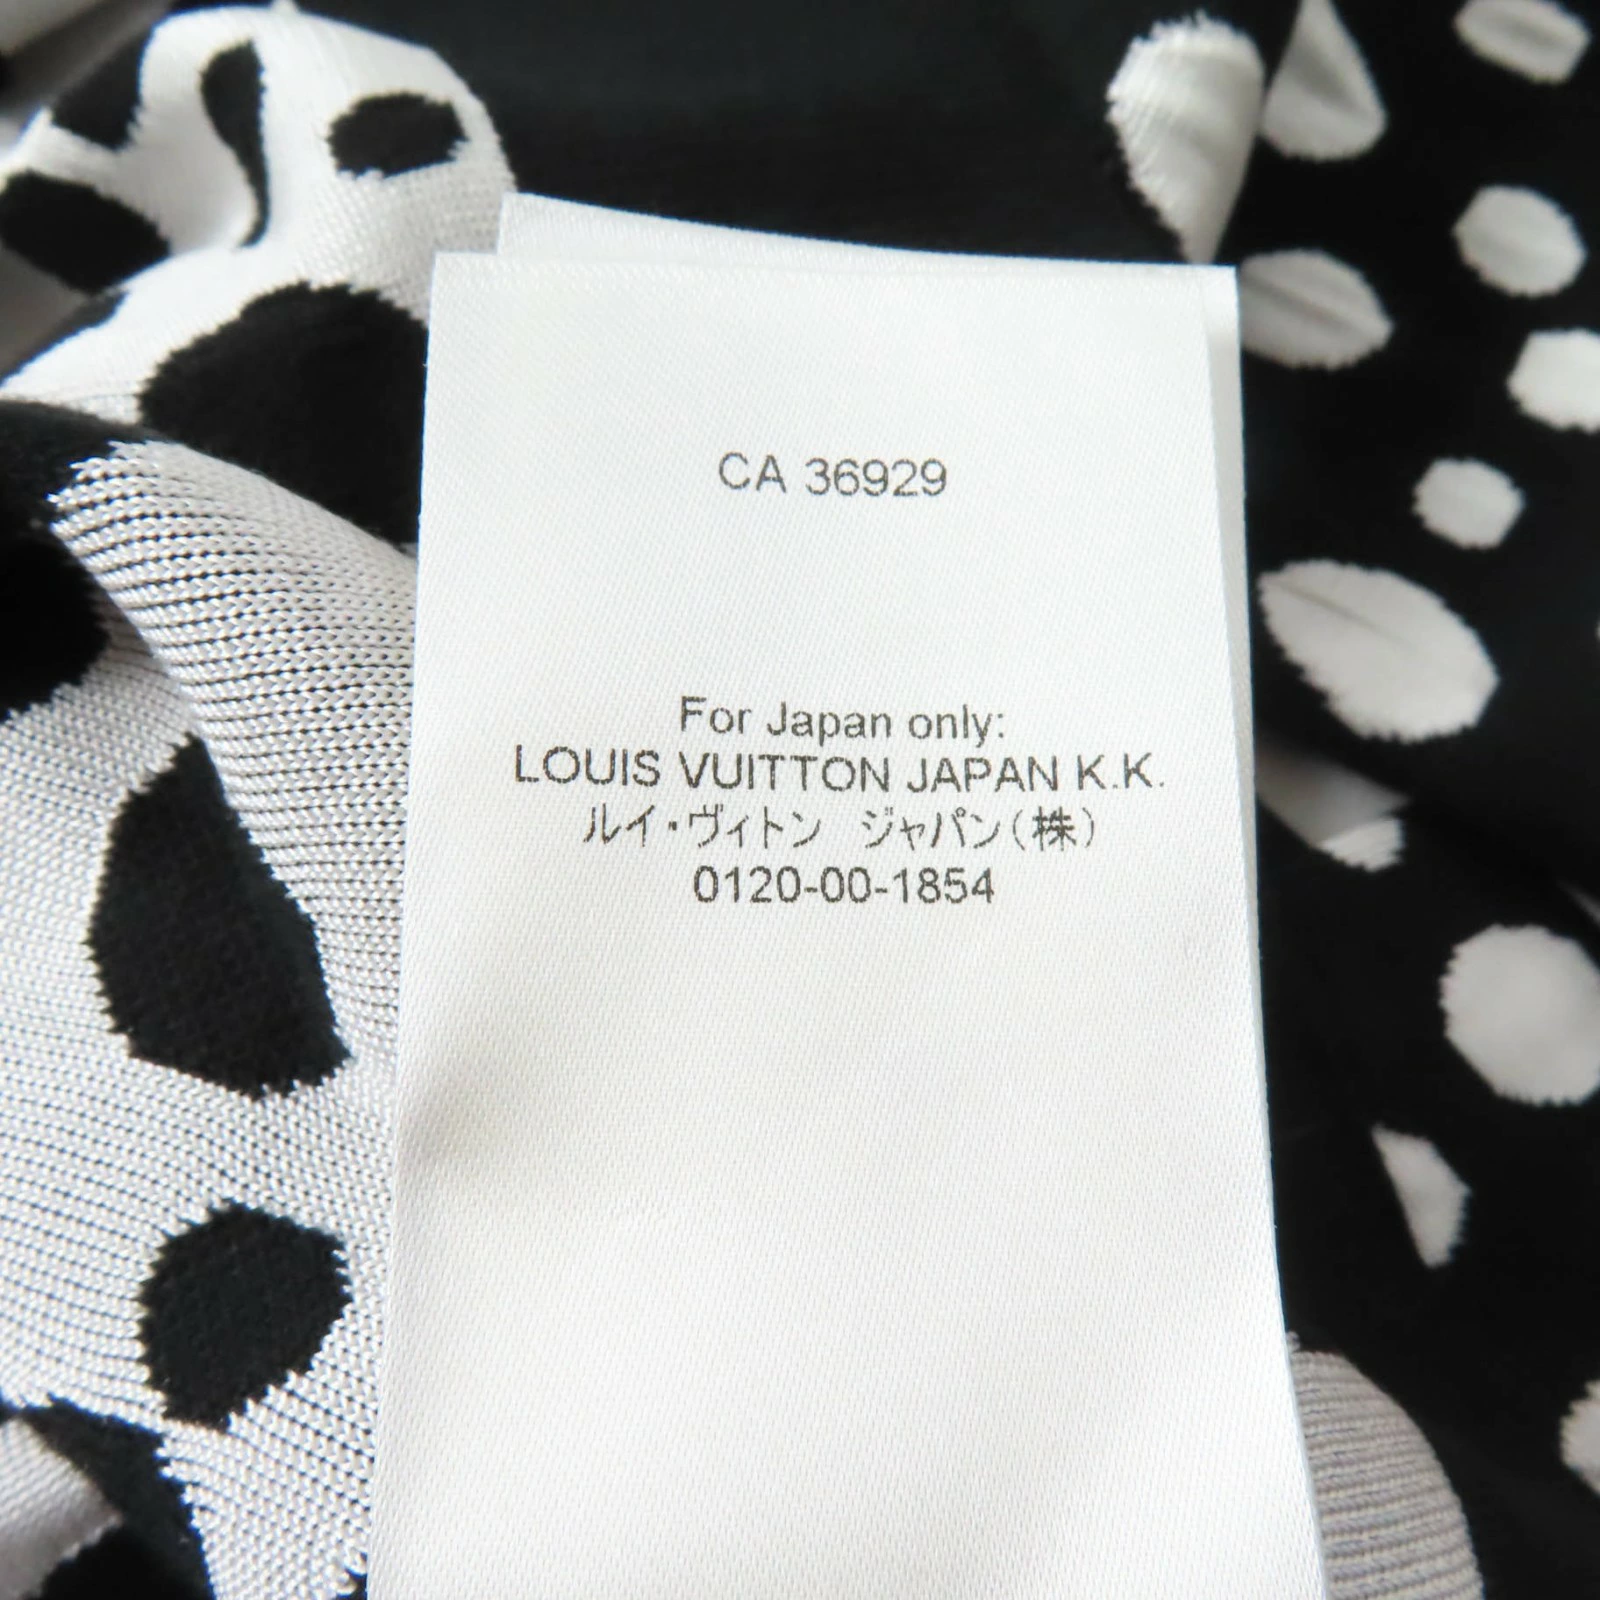 CA 36929
For Japan only:
LOUIS VUITTON JAPAN K.K.
ルイ・ヴィトン　ジャパン(株)
0120-00-1854